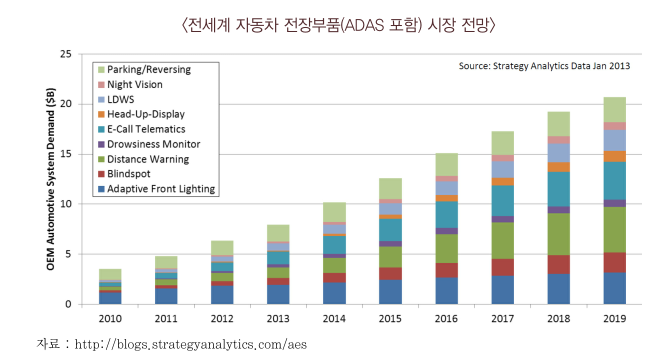 〈전세계 자동차 전장부품(ADAS 포함) 시장 전망〉
25
20
15
10
5
0
OEM Automotive System Demand ($B)
Source: Strategy Analytics Data Jan 2013
Parking/Reversing
Night Vision
LDWS
Head-Up-Display
E-Call Telematics
Drowsiness Monitor
Distance Warning
Blindspot
Adaptive Front Lighting
2010 2011 2012 2013 2014 2015 2016 2017 2018 2019
자료 : http://blogs.strategyanalytics.com/aes